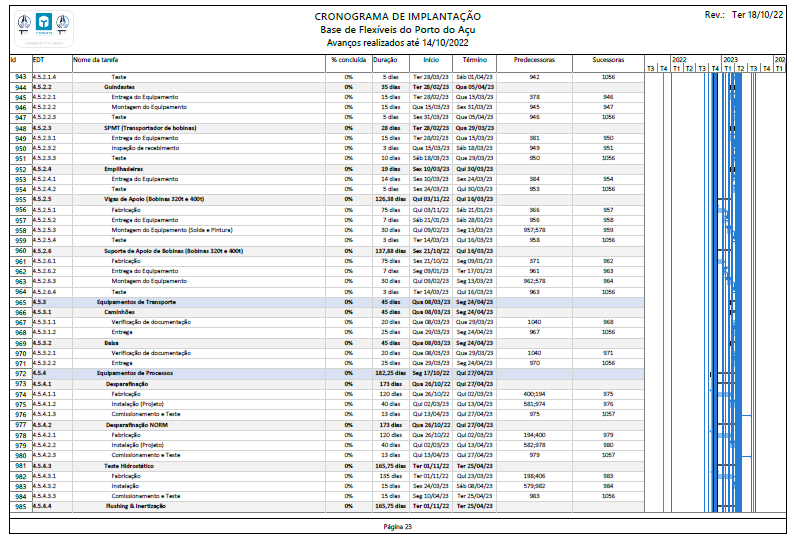 CRONOGRAMA DE IMPLANTAÇÃO
Base de Flexíveis do Porto do Açu
Avanços realizados até 14/10/2022
Rev.: Ter 18/10/22
Id EDT Nome da tarefa % concluída Duração Início Término Predecessoras Sucessoras 2022 2023 202
T3 T4 T1 T2 T3 T4 T1 T2 T3 T4 T1
943 4.5.2.1.4 Teste 0% 5 dias Ter 28/03/23 Sáb 01/04/23 942 1056
944 4.5.2.2 Guindastes 0% 35 dias Ter 28/02/23 Qua 05/04/23
945 4.5.2.2.1 Entrega do Equipamento 0% 15 dias Ter 28/02/23 Qua 15/03/23 378 946
946 4.5.2.2.2 Montagem do Equipamento 0% 15 dias Qua 15/03/23 Sex 31/03/23 945 947
947 4.5.2.2.3 Teste 0% 5 dias Sex 31/03/23 Qua 05/04/23 946 1056
948 4.5.2.3 SPMT (Transportador de bobinas) 0% 28 dias Ter 28/02/23 Qua 29/03/23
949 4.5.2.3.1 Entrega do Equipamento 0% 15 dias Ter 28/02/23 Qua 15/03/23 381 950
950 4.5.2.3.2 Inspeção de recebimento 0% 3 dias Qua 15/03/23 Sáb 18/03/23 949 951
951 4.5.2.3.3 Teste 0% 10 dias Sáb 18/03/23 Qua 29/03/23 950 1056
952 4.5.2.4 Empilhadeiras 0% 19 dias Sex 10/03/23 Qui 30/03/23
953 4.5.2.4.1 Entrega do Equipamento 0% 14 dias Sex 10/03/23 Sex 24/03/23 384 954
954 4.5.2.4.2 Teste 0% 5 dias Sex 24/03/23 Qui 30/03/23 953 1056
955 4.5.2.5 Vigas de Apoio (Bobinas 320t e 400t) 0% 126,38 dias Qui 03/11/22 Qui 16/03/23
956 4.5.2.5.1 Fabricação 0% 75 dias Qui 03/11/22 Sáb 21/01/23 366 957
957 4.5.2.5.2 Entrega do Equipamento 0% 7 dias Sáb 21/01/23 Sáb 28/01/23 956 958
958 4.5.2.5.3 Montagem do Equipamento (Solda e Pintura) 0% 30 dias Qui 09/02/23 Seg 13/03/23 957;578 959
959 4.5.2.5.4 Teste 0% 3 dias Ter 14/03/23 Qui 16/03/23 958 1056
960 4.5.2.6 Suporte de Apoio de Bobinas (Bobinas 320t e 400t) 0% 137,88 dias Sex 21/10/22 Qui 16/03/23
961 4.5.2.6.1 Fabricação 0% 75 dias Sex 21/10/22 Seg 09/01/23 371 962
962 4.5.2.6.2 Entrega do Equipamento 0% 7 dias Seg 09/01/23 Ter 17/01/23 961 963
963 4.5.2.6.3 Montagem do Equipamento 0% 30 dias Qui 09/02/23 Seg 13/03/23 962;578 964
964 4.5.2.6.4 Teste 0% 3 dias Ter 14/03/23 Qui 16/03/23 963 1056
965 4.5.3 Equipamentos de Transporte 0% 45 dias Qua 08/03/23 Seg 24/04/23
966 4.5.3.1 Caminhões 0% 45 dias Qua 08/03/23 Seg 24/04/23
967 4.5.3.1.1 Verificação de documentação 0% 20 dias Qua 08/03/23 Qua 29/03/23 1040 968
968 4.5.3.1.2 Entrega 0% 25 dias Qua 29/03/23 Seg 24/04/23 967 1056
969 4.5.3.2 Balsa 0% 45 dias Qua 08/03/23 Seg 24/04/23
970 4.5.3.2.1 Verificação de documentação 0% 20 dias Qua 08/03/23 Qua 29/03/23 1040 971
971 4.5.3.2.2 Entrega 0% 25 dias Qua 29/03/23 Seg 24/04/23 970 1056
972 4.5.4 Equipamentos de Processos 0% 182,25 dias Seg 17/10/22 Qui 27/04/23
973 4.5.4.1 Desparafinação 0% 173 dias Qua 26/10/22 Qui 27/04/23
974 4.5.4.1.1 Fabricação 0% 120 dias Qua 26/10/22 Qui 02/03/23 400;194 975
975 4.5.4.1.2 Instalação (Projeto) 0% 40 dias Qui 02/03/23 Qui 13/04/23 581;974 976
976 4.5.4.1.3 Comissionamento e Teste 0% 13 dias Qui 13/04/23 Qui 27/04/23 975 1057
977 4.5.4.2 Desparafinação NORM 0% 173 dias Qua 26/10/22 Qui 27/04/23
978 4.5.4.2.1 Fabricação 0% 120 dias Qua 26/10/22 Qui 02/03/23 194;400 979
979 4.5.4.2.2 Instalação (Projeto) 0% 40 dias Qui 02/03/23 Qui 13/04/23 582;978 980
980 4.5.4.2.3 Comissionamento e Teste 0% 13 dias Qui 13/04/23 Qui 27/04/23 979 1057
981 4.5.4.3 Teste Hidrostático 0% 165,75 dias Ter 01/11/22 Ter 25/04/23
982 4.5.4.3.1 Fabricação 0% 135 dias Ter 01/11/22 Sex 24/03/23 198;406 983
983 4.5.4.3.2 Instalação 0% 15 dias Sex 24/03/23 Sáb 08/04/23 579;982 984
984 4.5.4.3.3 Comissionamento e Teste 0% 15 dias Seg 10/04/23 Ter 25/04/23 983 1056
985 4.5.4.4 Flushing & Inertização 0% 165,75 dias Ter 01/11/22 Ter 25/04/23
Página 23